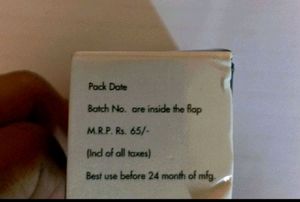 Pack Date
Batch No. are inside the flap
M.R.P. Rs. 65/-
(Incl of all taxes)
Best use before 24 month of mfg.